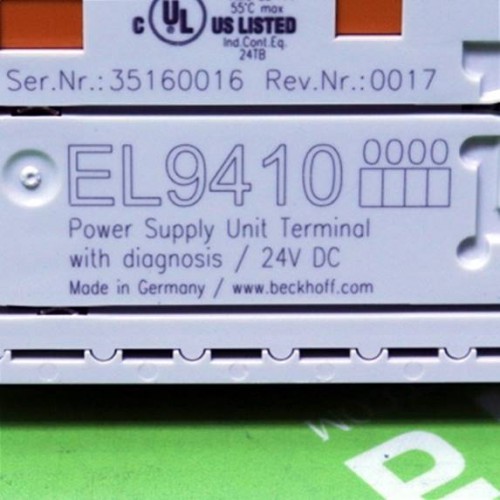 55°C max
C UL US LISTED
Ind.Cont.Eq.
24TB
Ser.Nr.:35160016 Rev.Nr.:0017
EL9410 0000
Power Supply Unit Terminal
with diagnosis / 24V DC
Made in Germany / www.beckhoff.com